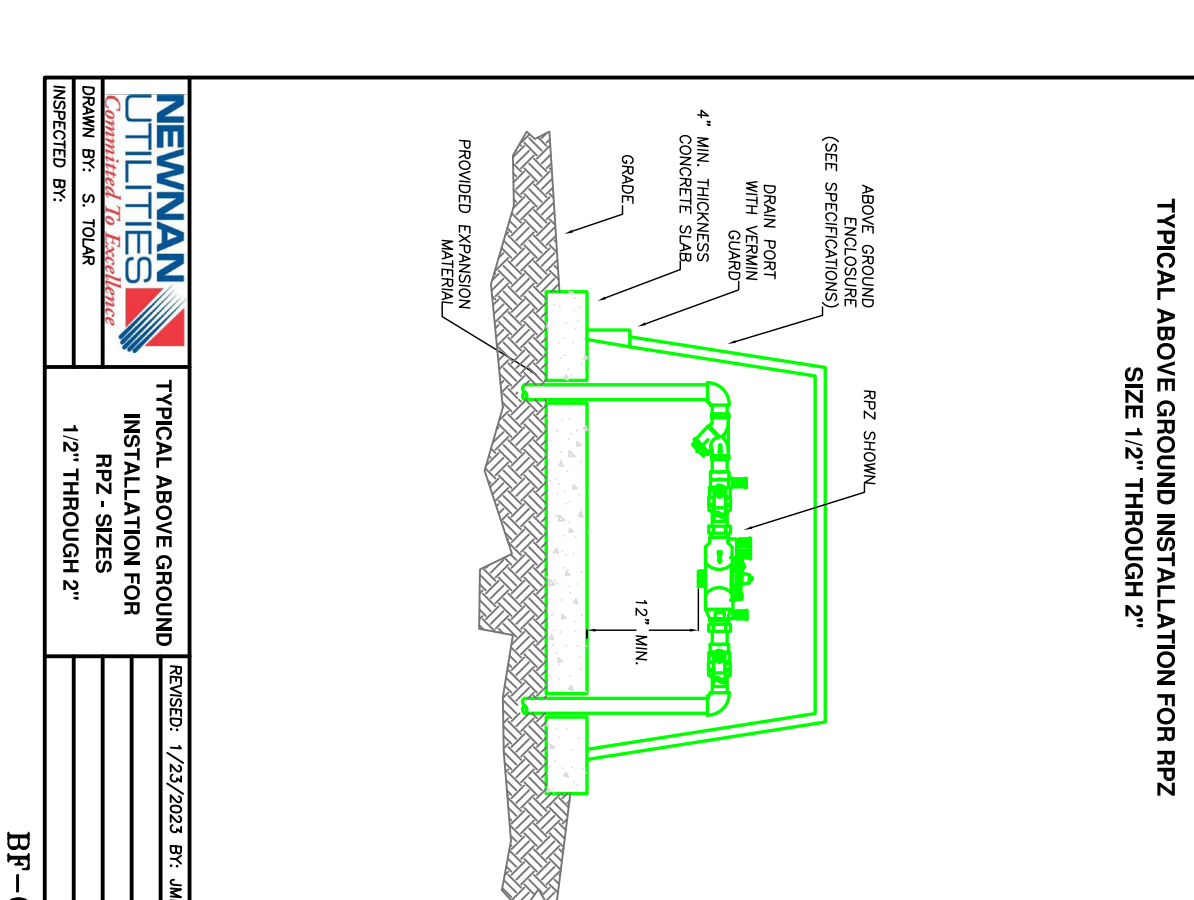 TYPICAL ABOVE GROUND INSTALLATION FOR RPZ
SIZE 1/2" THROUGH 2"
ABOVE GROUND
ENCLOSURE
(SEE SPECIFICATIONS)
RPZ SHOWN
DRAIN PORT
WITH VERMIN
GUARD
4" MIN. THICKNESS
CONCRETE SLAB
GRADE
12" MIN.
PROVIDED EXPANSION
MATERIAL
NEWNAN
UTILITIES
Committed To Excellence
DRAWN BY: S. TOLAR
INSPECTED BY:
TYPICAL ABOVE GROUND
INSTALLATION FOR
RPZ - SIZES
1/2" THROUGH 2"
REVISED: 1/23/2023 BY: